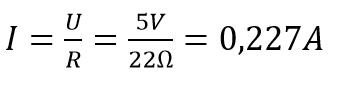 I = U/R = 5V/22Ω = 0,227A